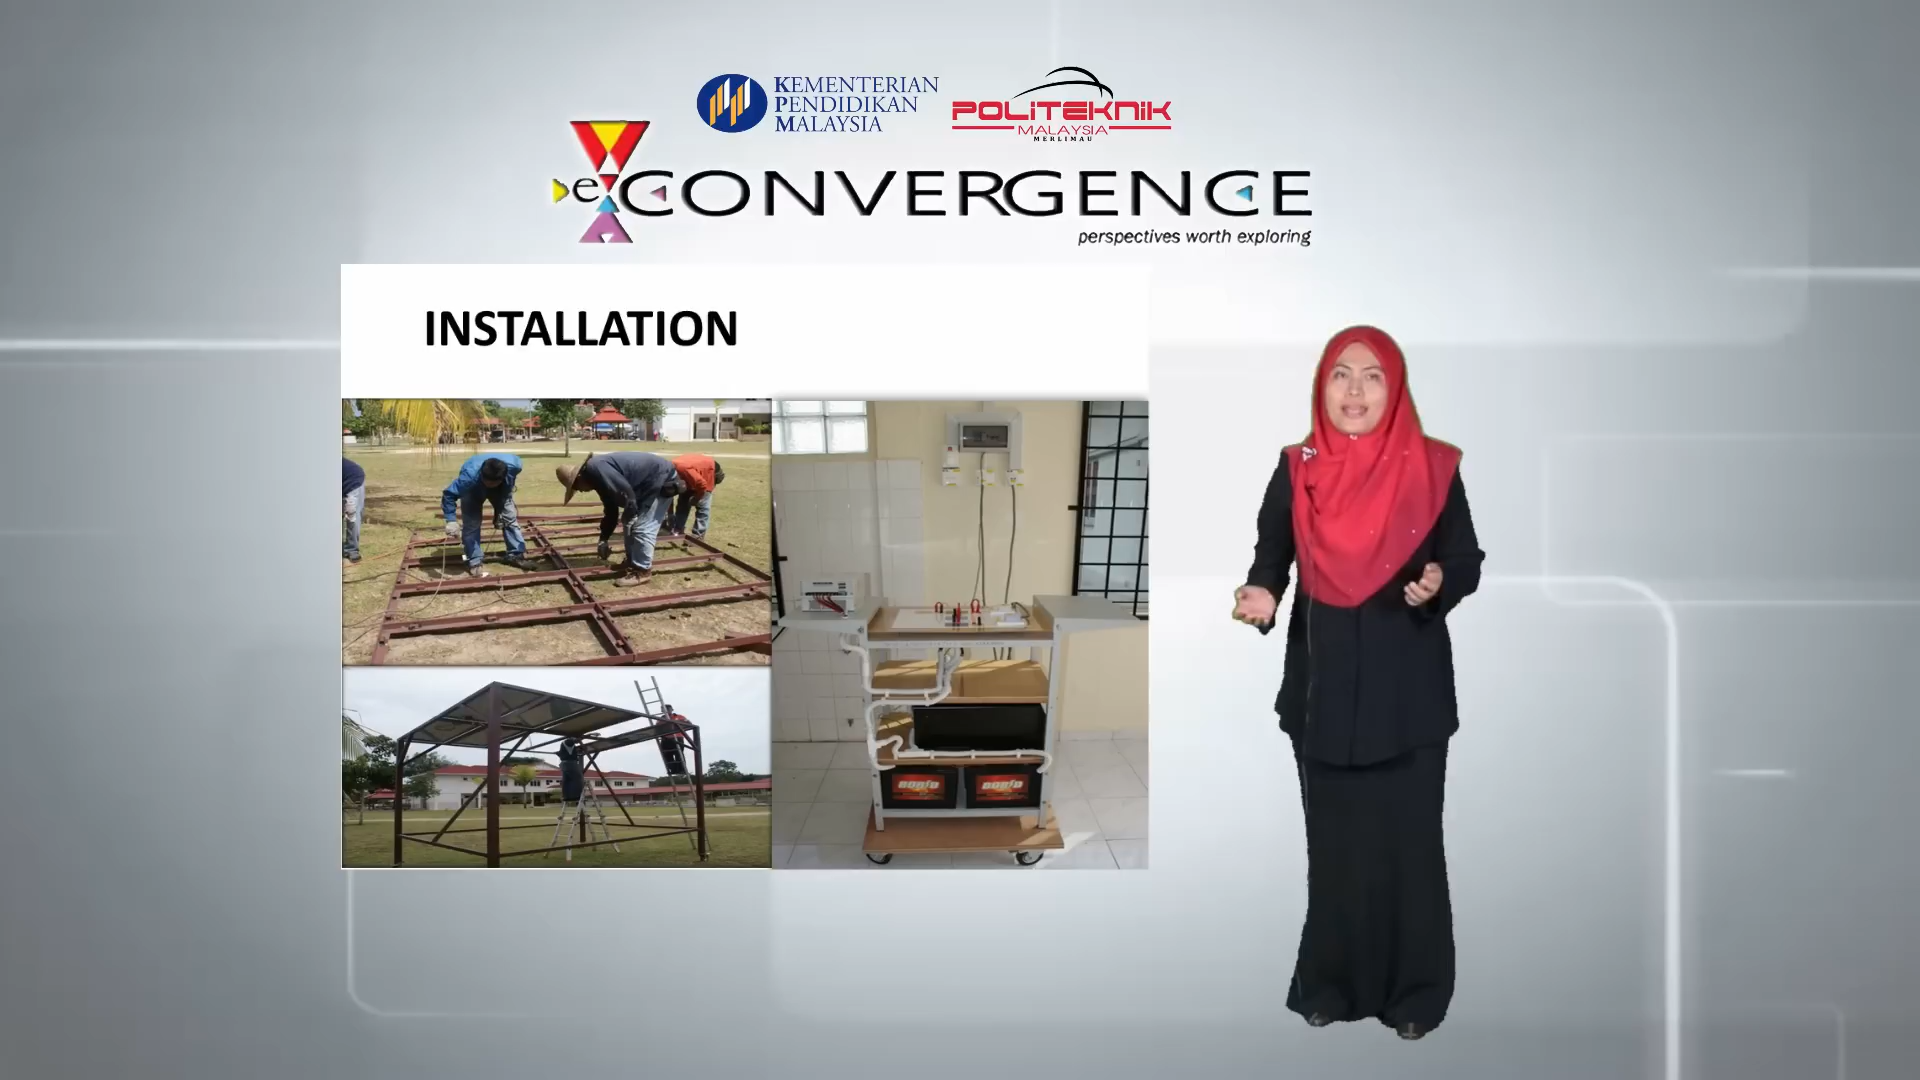 KEMENTERIAN
PENDIDIKAN
MALAYSIA
POLITEKNIK
MALAYSIA
MERLIMAU
e CONVERGENCE
perspectives worth exploring
INSTALLATION